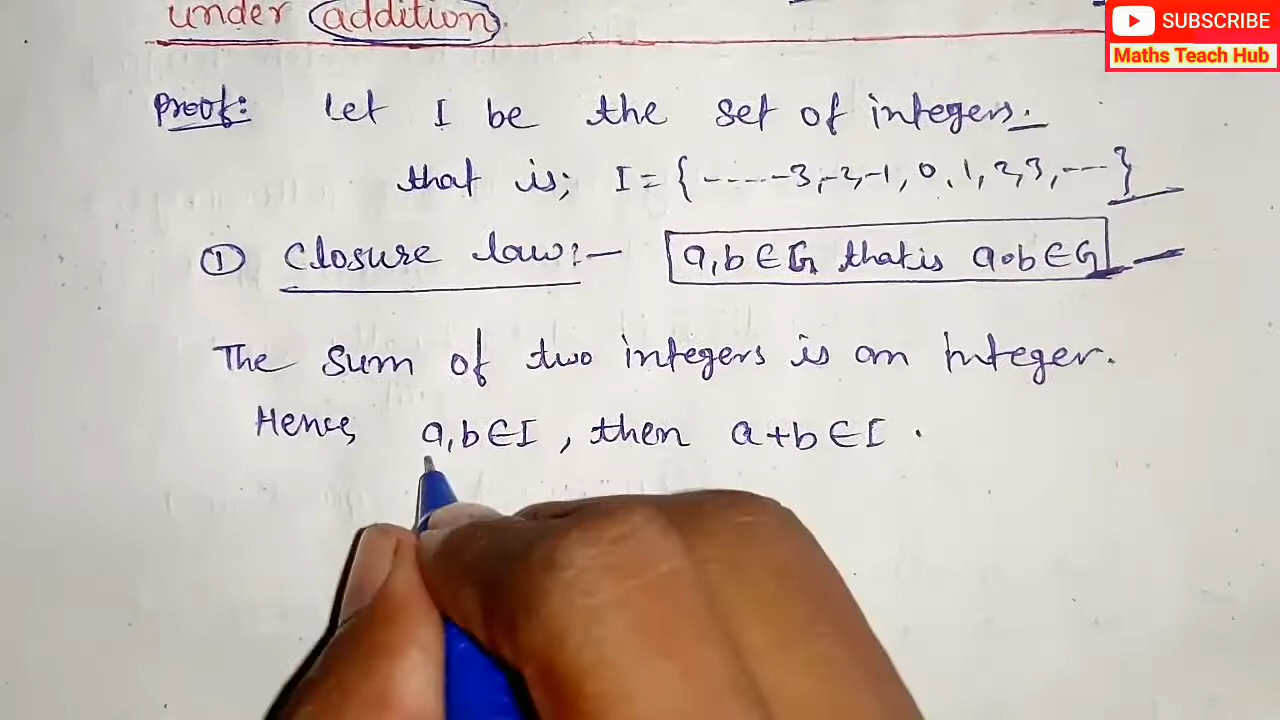 under addition.
SUBSCRIBE
Maths Teach Hub
Proof: Let I be the set of integers.
that is; I = {......-3,-2,-1, 0, 1, 2, 3, ....}
① Closure law:- a, b ∈ G that is a∘b ∈ G
The Sum of two integers is an Integer.
Hence, a, b ∈ I, then a+b ∈ I.